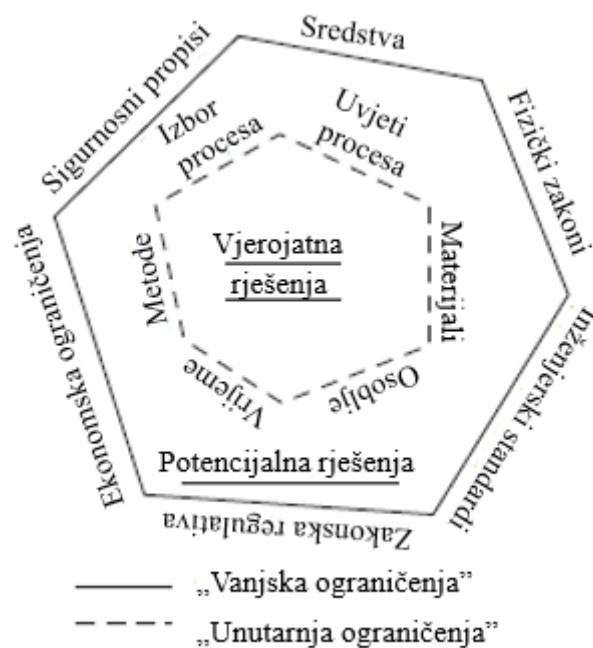 Sredstva
Sigurnosni propisi
Fizički zakoni
Izbor
procesa
Uvjeti
procesa
Vjerojatna
rješenja
Metode
Materijali
Ekonomska ograničenja
Inženjerski standardi
Vrijeme
Osoblje
Potencijalna rješenja
Zakonska regulativa
„Vanjska ograničenja”
„Unutarnja ograničenja”